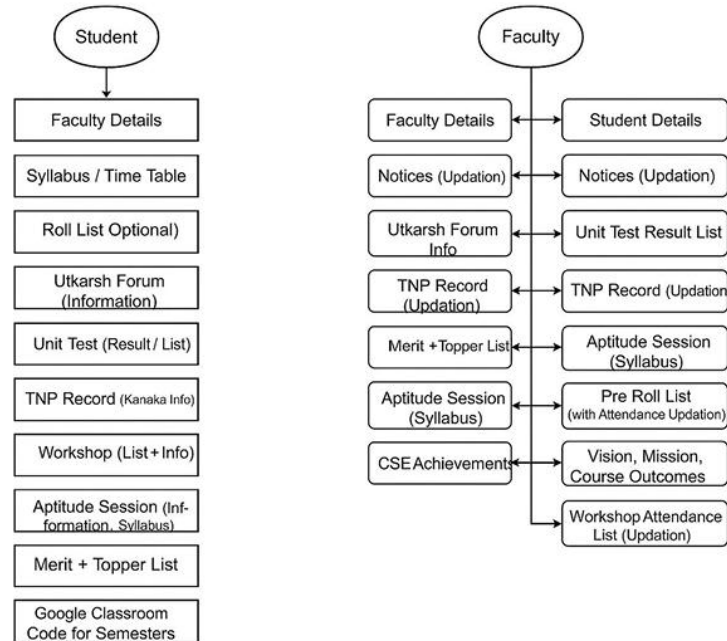 Student
Faculty Details
Syllabus / Time Table
Roll List Optional)
Utkarsh Forum
(Information)
Unit Test (Result / List)
TNP Record (Kanaka Info)
Workshop (List + Info)
Aptitude Session (Inf-
formation, Syllabus)
Merit + Topper List
Google Classroom
Code for Semesters
Faculty
Faculty Details
Student Details
Notices (Updation)
Notices (Updation)
Utkarsh Forum
Info
Unit Test Result List
TNP Record
(Updation)
TNP Record (Updation
Merit + Topper List
Aptitude Session
(Syllabus)
Aptitude Session
(Syllabus)
Pre Roll List
(with Attendance Updation)
CSE Achievements
Vision, Mission,
Course Outcomes
Workshop Attendance
List (Updation)